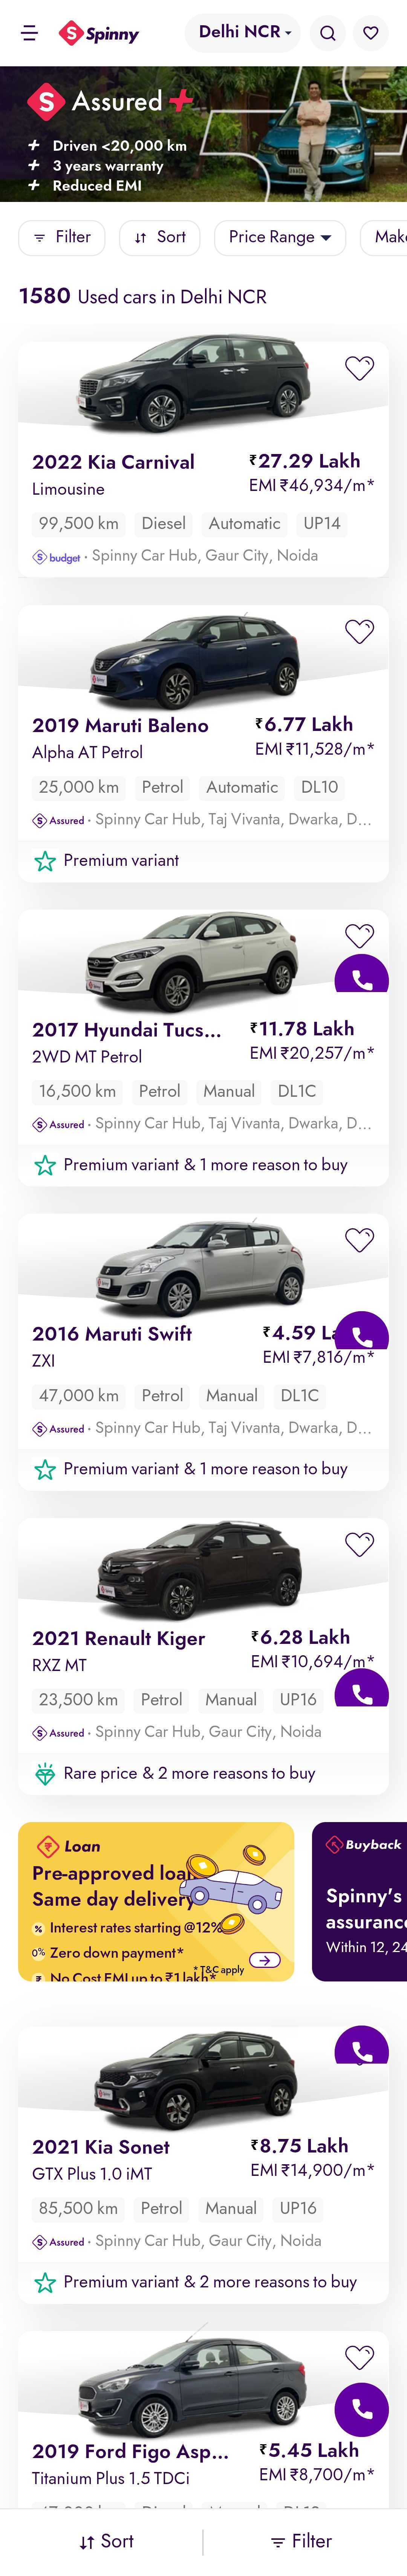 Spinny
Delhi NCR
Assured +
Driven <20,000 km
3 years warranty
Reduced EMI
Filter
Sort
Price Range
1580 Used cars in Delhi NCR
2022 Kia Carnival
₹27.29 Lakh
Limousine
EMI ₹46,934/m*
99,500 km Diesel Automatic UP14
budget · Spinny Car Hub, Gaur City, Noida
2019 Maruti Baleno
₹6.77 Lakh
Alpha AT Petrol
EMI ₹11,528/m*
25,000 km Petrol Automatic DL10
Assured · Spinny Car Hub, Taj Vivanta, Dwarka, D...
Premium variant
2017 Hyundai Tucs...
₹11.78 Lakh
2WD MT Petrol
EMI ₹20,257/m*
16,500 km Petrol Manual DL1C
Assured · Spinny Car Hub, Taj Vivanta, Dwarka, D...
Premium variant & 1 more reason to buy
2016 Maruti Swift
₹4.59 La
ZXI
EMI ₹7,816/m*
47,000 km Petrol Manual DL1C
Assured · Spinny Car Hub, Taj Vivanta, Dwarka, D...
Premium variant & 1 more reason to buy
2021 Renault Kiger
₹6.28 Lakh
RXZ MT
EMI ₹10,694/m*
23,500 km Petrol Manual UP16
Assured · Spinny Car Hub, Gaur City, Noida
Rare price & 2 more reasons to buy
Loan
Pre-approved loan
Same day delivery
% Interest rates starting @12%
0% Zero down payment*
₹ No Cost EMI up to ₹1 lakh*
*T&C apply
Buyback
Spinny's
assuranc
Within 12, 24
2021 Kia Sonet
₹8.75 Lakh
GTX Plus 1.0 iMT
EMI ₹14,900/m*
85,500 km Petrol Manual UP16
Assured · Spinny Car Hub, Gaur City, Noida
Premium variant & 2 more reasons to buy
2019 Ford Figo Asp...
₹5.45 Lakh
Titanium Plus 1.5 TDCi
EMI ₹8,700/m*
Sort
Filter